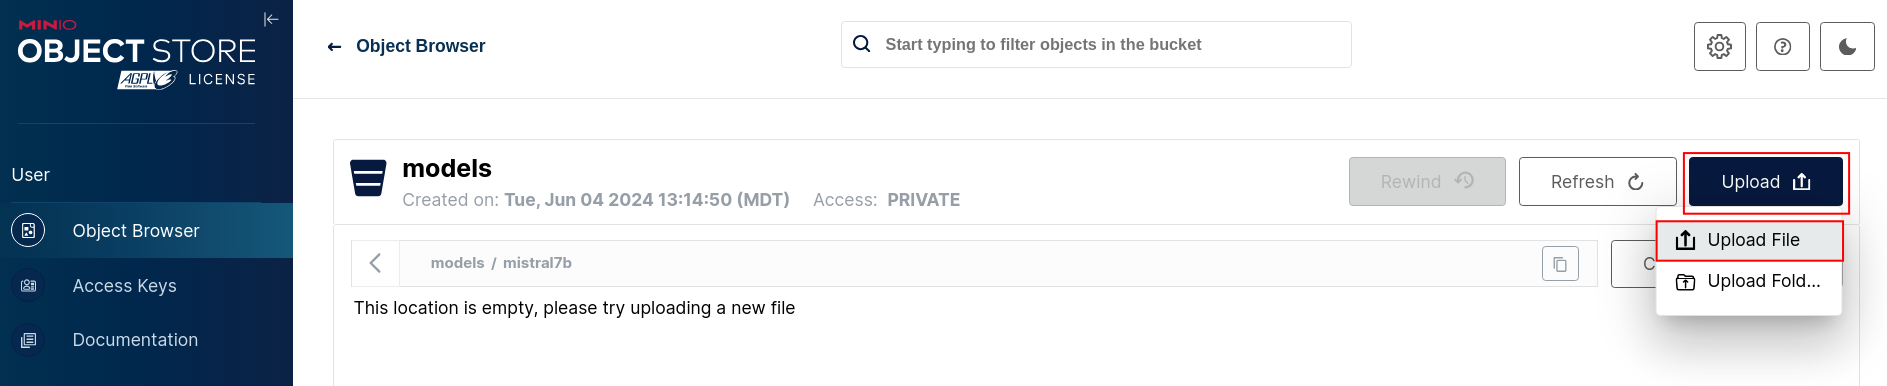 MINIO
OBJECT STORE
AGPL V3 LICENSE
User
Object Browser
Access Keys
Documentation
Object Browser
Start typing to filter objects in the bucket
models
Created on: Tue, Jun 04 2024 13:14:50 (MDT) Access: PRIVATE
Rewind
Refresh
Upload
Upload File
Upload Fold...
models / mistral7b
C
This location is empty, please try uploading a new file